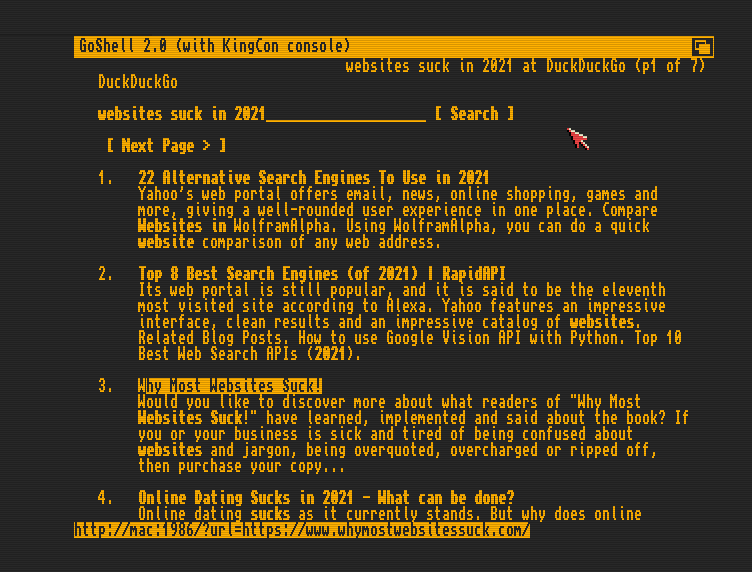 GoShell 2.0 (with KingCon console)
websites suck in 2021 at DuckDuckGo (p1 of 7)
DuckDuckGo
websites suck in 2021____________________ [ Search ]
[ Next Page > ]
1. 22 Alternative Search Engines To Use in 2021
Yahoo's web portal offers email, news, online shopping, games and
more, giving a well-rounded user experience in one place. Compare
Websites in WolframAlpha. Using WolframAlpha, you can do a quick
website comparison of any web address.
2. Top 8 Best Search Engines (of 2021) | RapidAPI
Its web portal is still popular, and it is said to be the eleventh
most visited site according to Alexa. Yahoo features an impressive
interface, clean results and an impressive catalog of websites.
Related Blog Posts. How to use Google Vision API with Python. Top 10
Best Web Search APIs (2021).
3. Why Most Websites Suck!
Would you like to discover more about what readers of "Why Most
Websites Suck!" have learned, implemented and said about the book? If
you or your business is sick and tired of being confused about
websites and jargon, being overquoted, overcharged or ripped off,
then purchase your copy...
4. Online Dating Sucks in 2021 - What can be done?
Online dating sucks as it currently stands. But why does online
http://mac:1986/?url=https://www.whymostwebsitessuck.com/